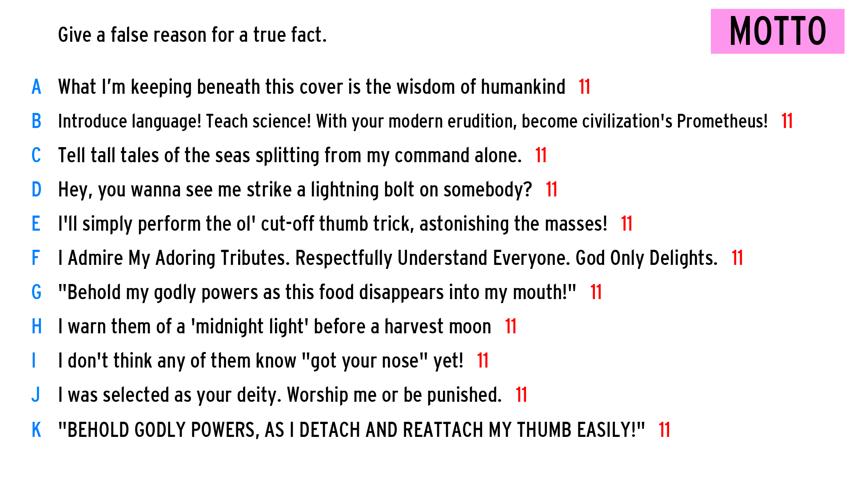 Give a false reason for a true fact.
MOTTO
A What I'm keeping beneath this cover is the wisdom of humankind 11
B Introduce language! Teach science! With your modern erudition, become civilization's Prometheus! 11
C Tell tall tales of the seas splitting from my command alone. 11
D Hey, you wanna see me strike a lightning bolt on somebody? 11
E I'll simply perform the ol' cut-off thumb trick, astonishing the masses! 11
F I Admire My Adoring Tributes. Respectfully Understand Everyone. God Only Delights. 11
G "Behold my godly powers as this food disappears into my mouth!" 11
H I warn them of a 'midnight light' before a harvest moon 11
I I don't think any of them know "got your nose" yet! 11
J I was selected as your deity. Worship me or be punished. 11
K "BEHOLD GODLY POWERS, AS I DETACH AND REATTACH MY THUMB EASILY!" 11